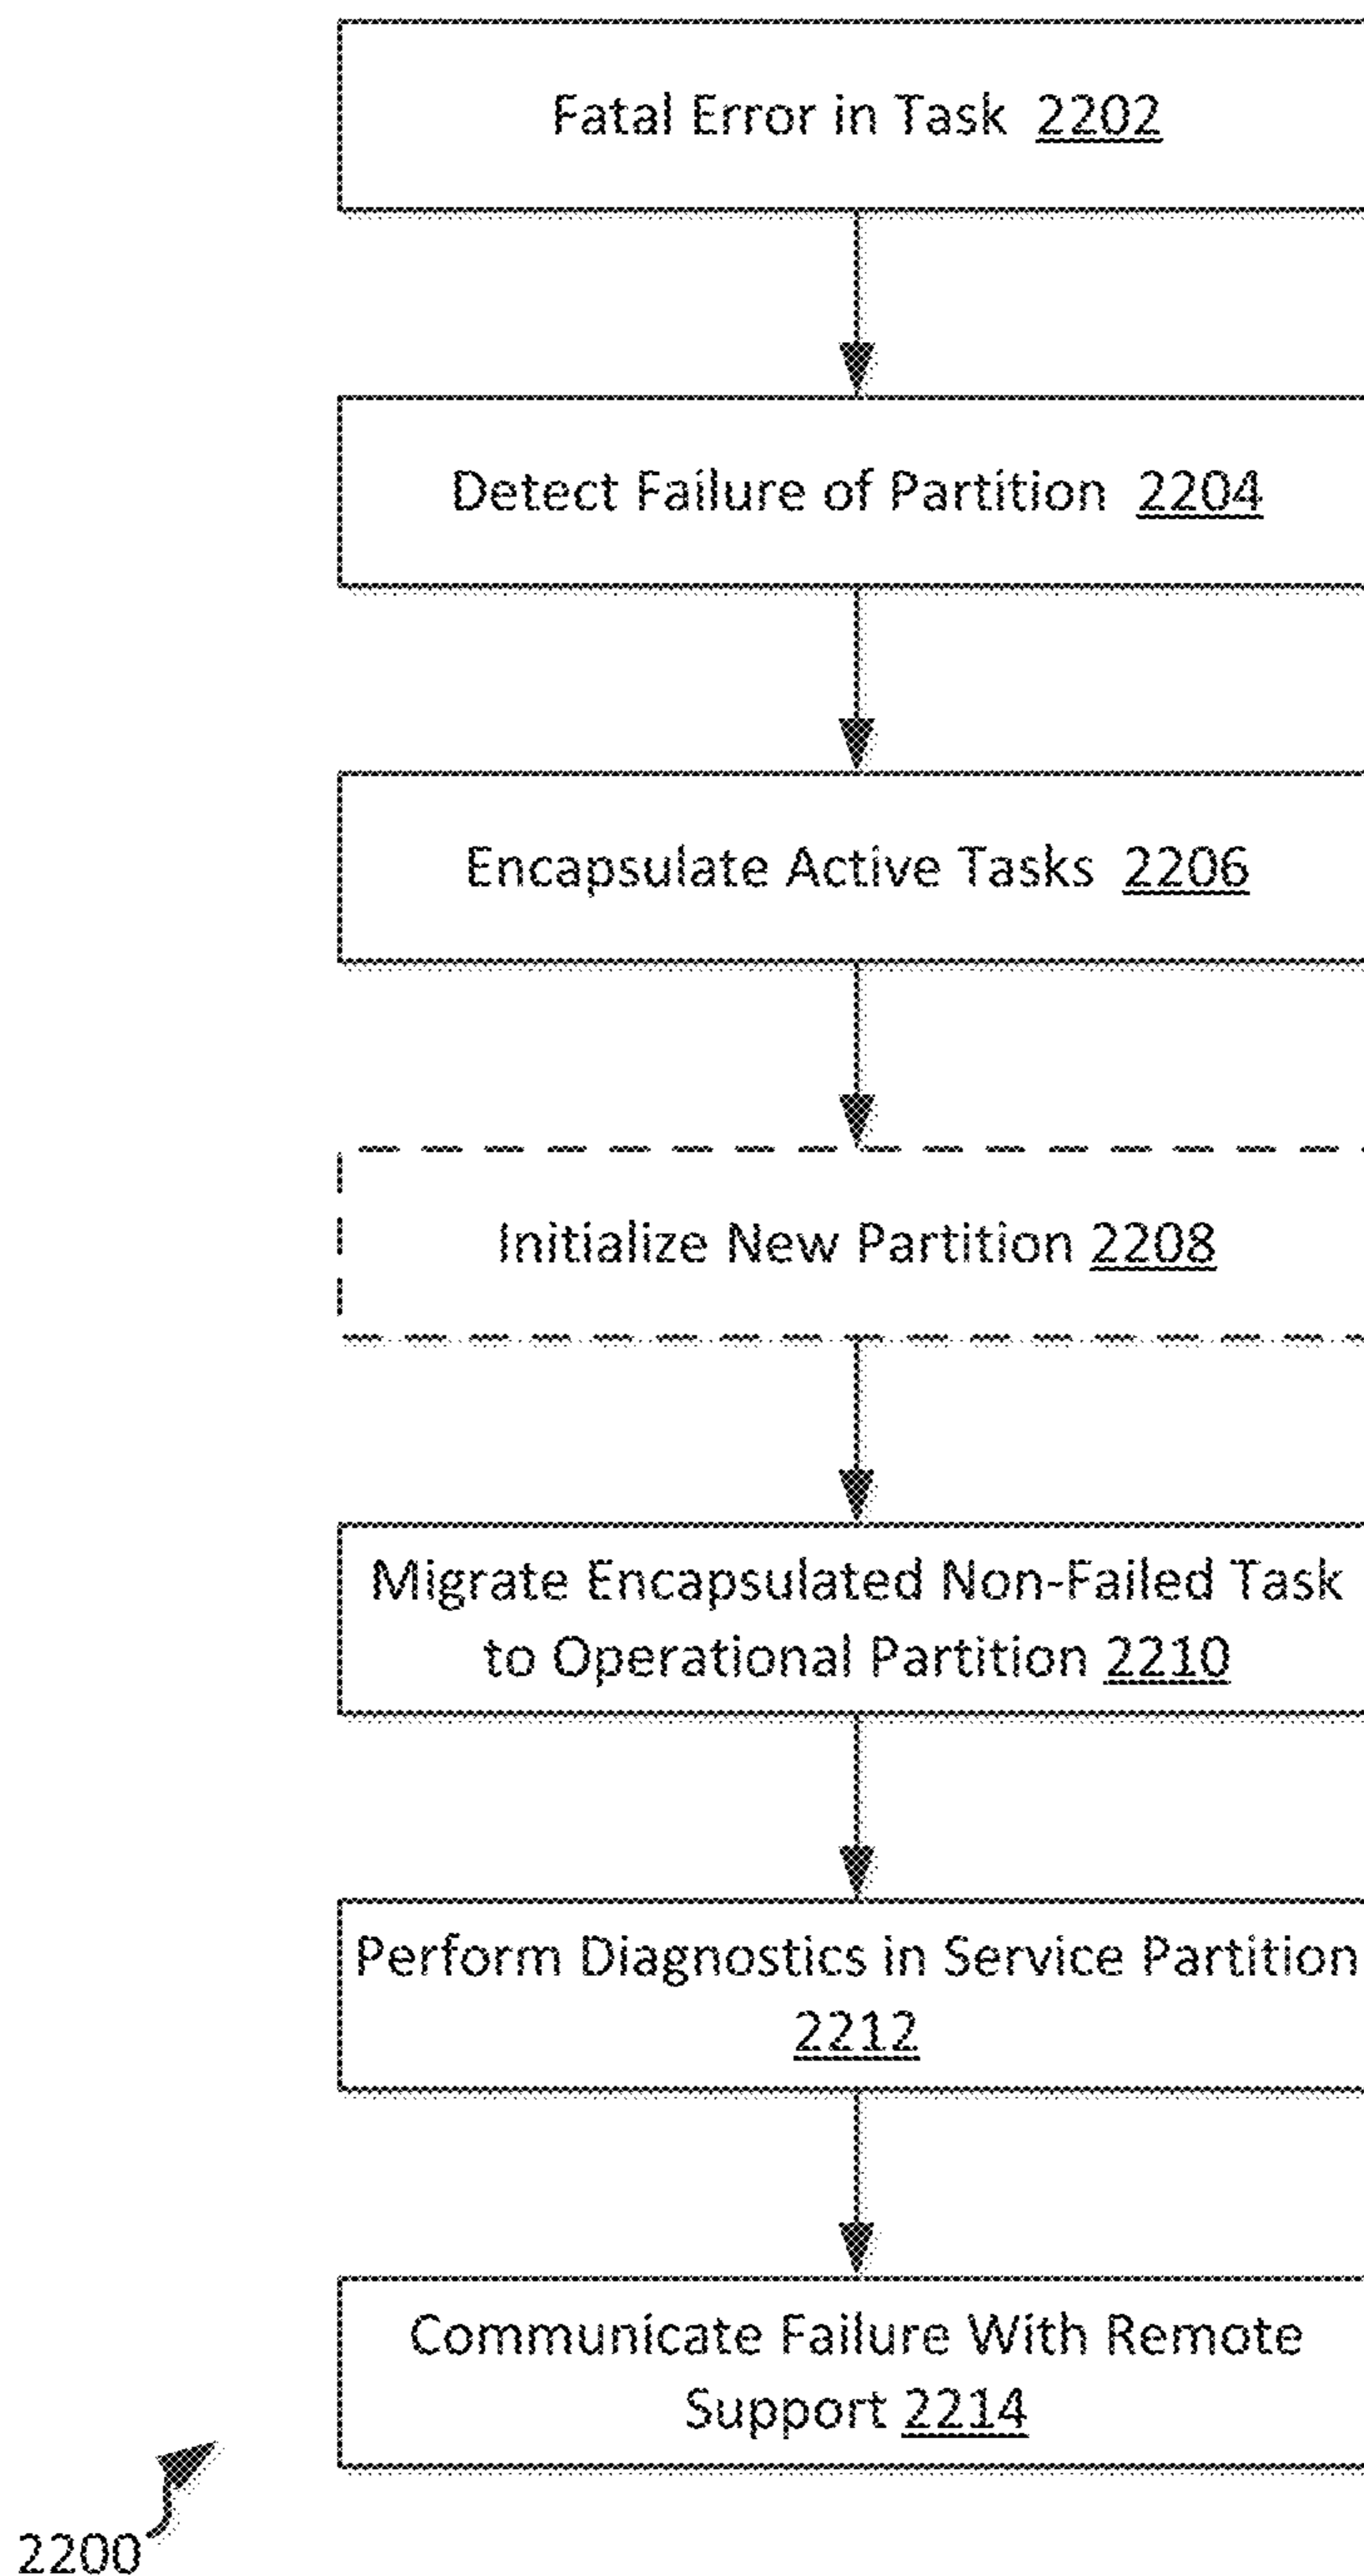 Fatal Error in Task 2202
Detect Failure of Partition 2204
Encapsulate Active Tasks 2206
Initialize New Partition 2208
Migrate Encapsulated Non-Failed Task
to Operational Partition 2210
Perform Diagnostics in Service Partition
2212
Communicate Failure With Remote
Support 2214
2200